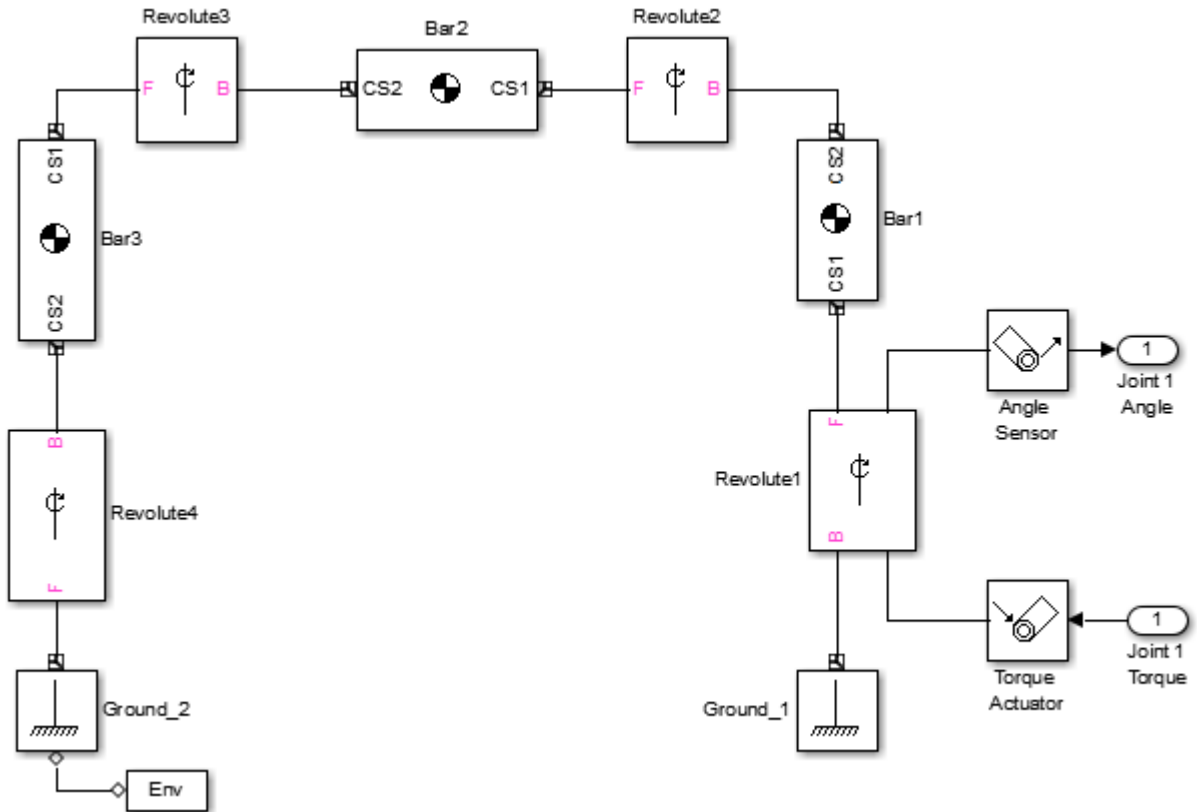 Revolute3
Revolute2
Bar2
F
B
CS2
CS1
F
B
CS1
CS2
Bar3
CS2
CS1
Bar1
1
Joint 1
Angle
Angle
Sensor
B
F
Revolute4
F
B
Revolute1
1
Joint 1
Torque
Torque
Actuator
Ground_2
Ground_1
Env